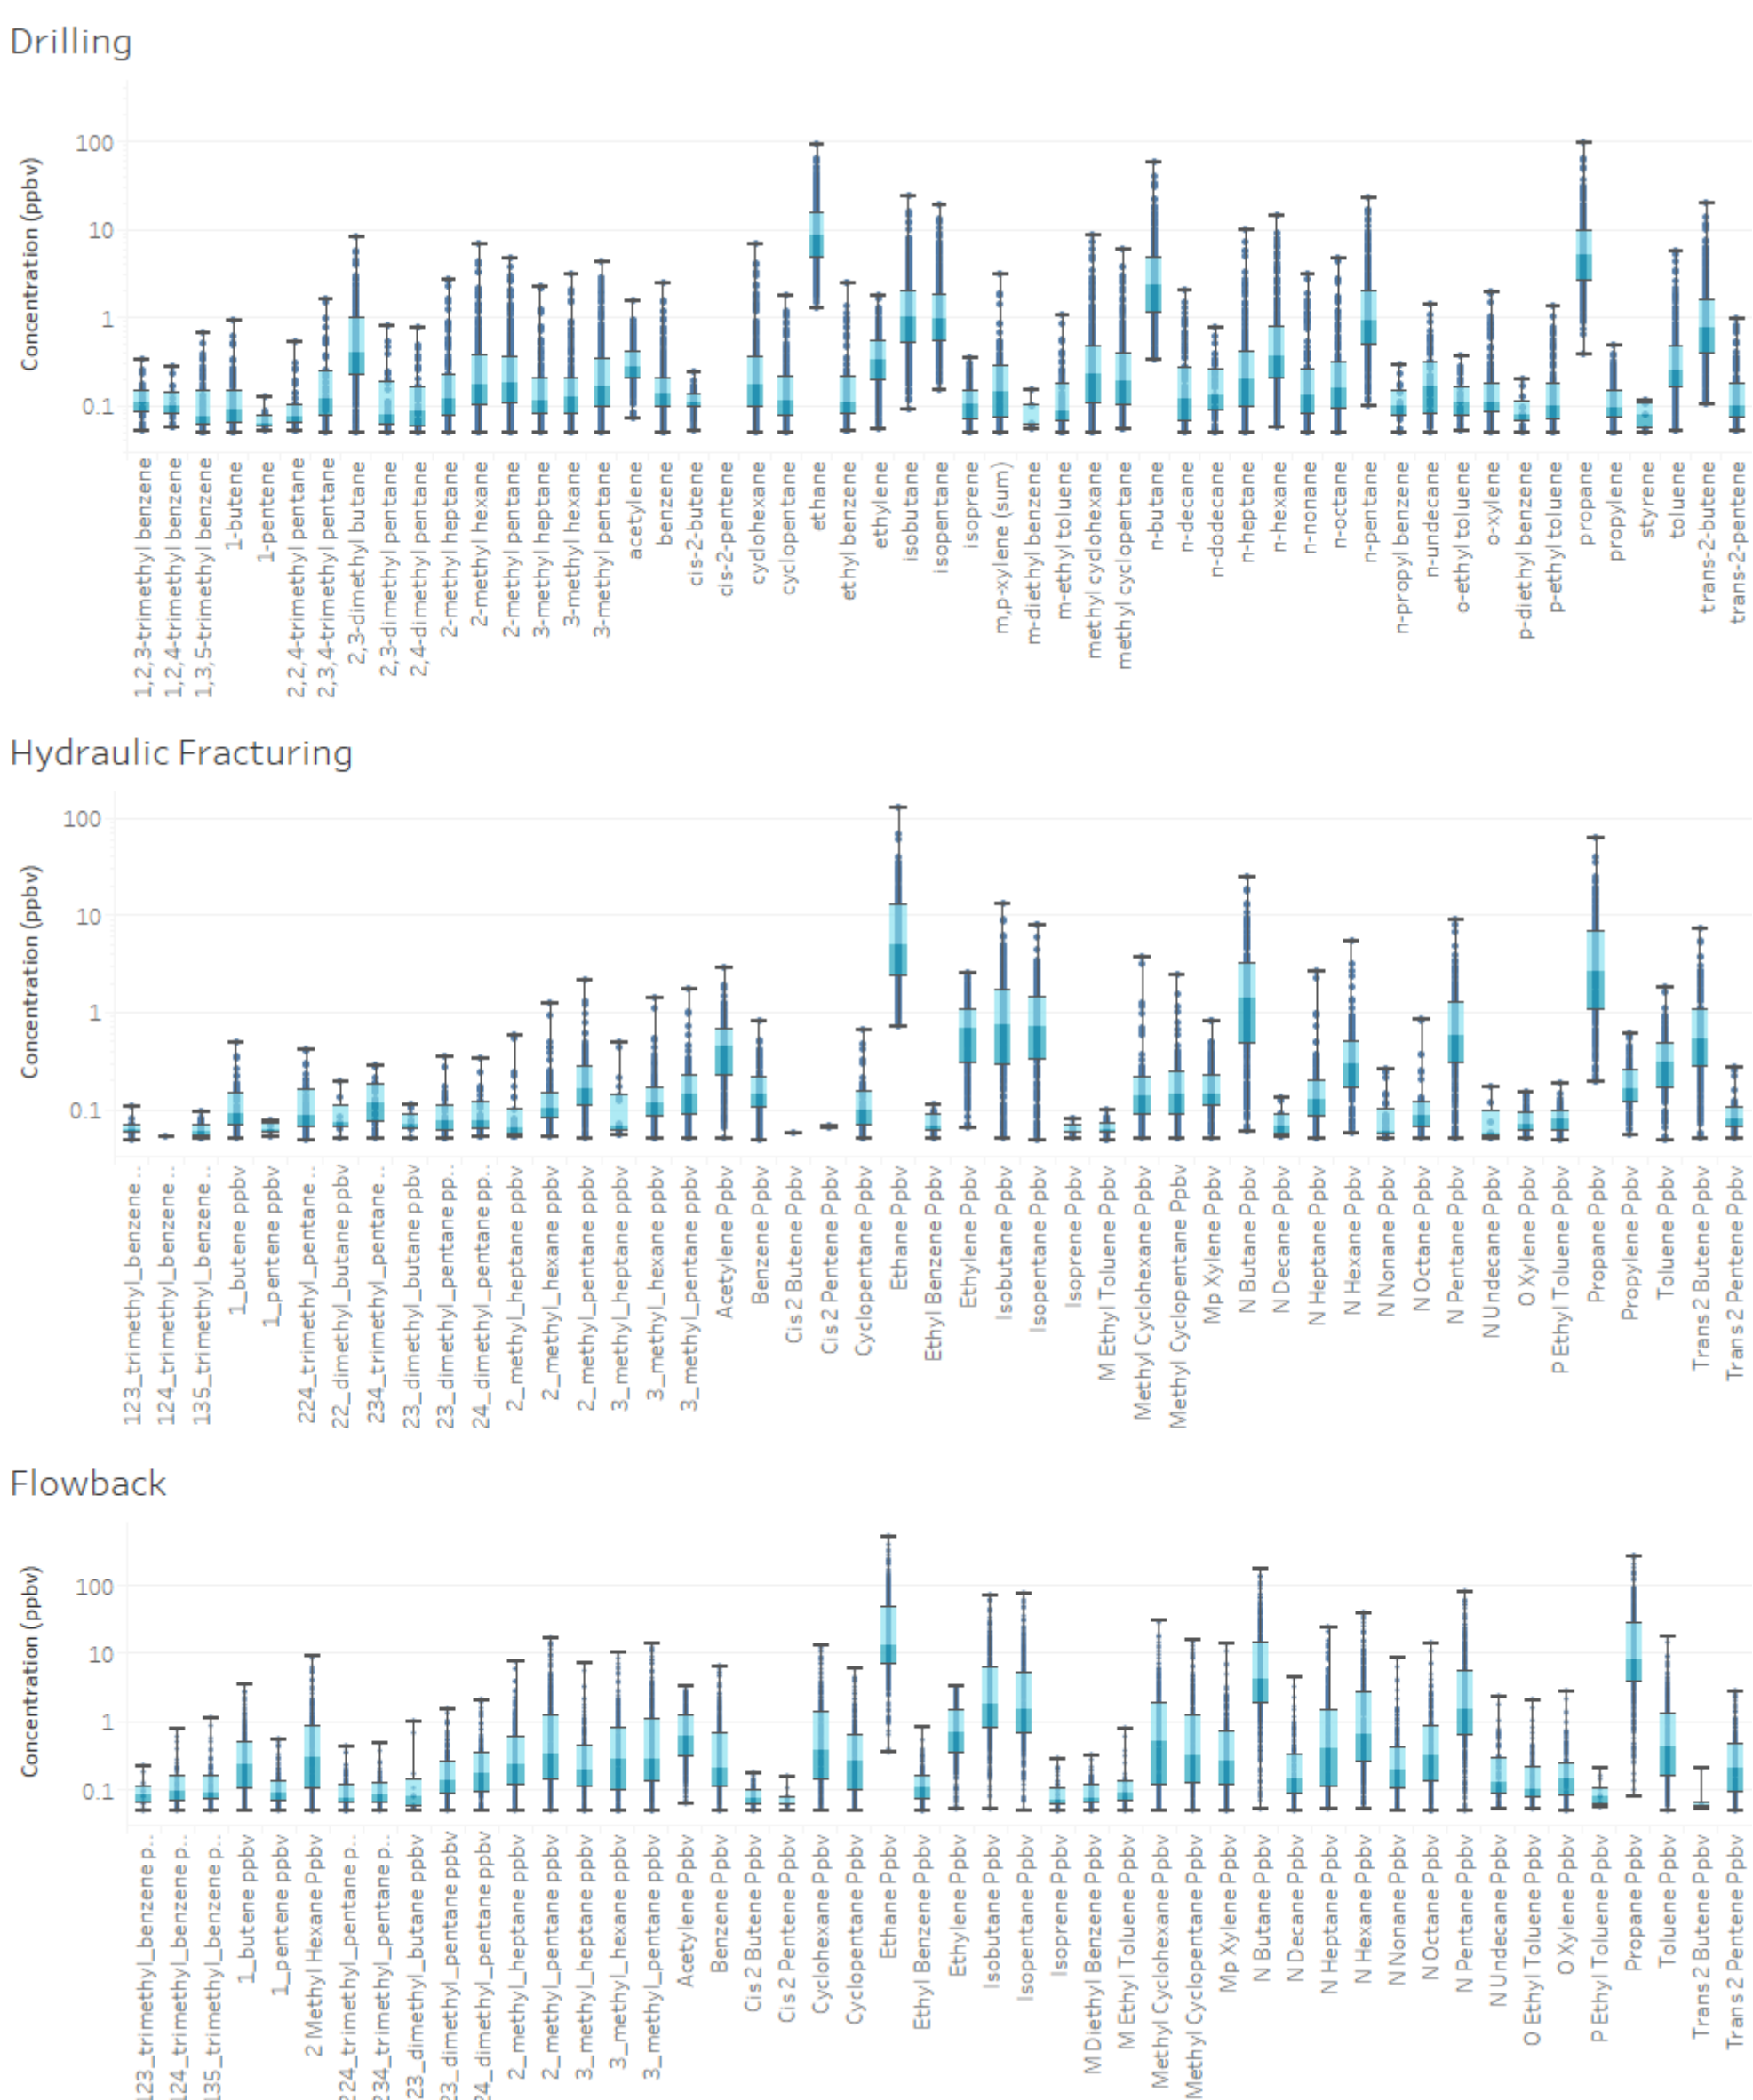 Drilling
Concentration (ppbv)
100
10
1
0.1
1,2,3-trimethyl benzene
1,2,4-trimethyl benzene
1,3,5-trimethyl benzene
1-butene
1-pentene
2,2,4-trimethyl pentane
2,3,4-trimethyl pentane
2,3-dimethyl butane
2,3-dimethyl pentane
2,4-dimethyl pentane
2-methyl heptane
2-methyl hexane
2-methyl pentane
3-methyl heptane
3-methyl hexane
3-methyl pentane
acetylene
benzene
cis-2-butene
cis-2-pentene
cyclohexane
cyclopentane
ethane
ethyl benzene
ethylene
isobutane
isopentane
isoprene
m,p-xylene (sum)
m-diethyl benzene
m-ethyl toluene
methyl cyclohexane
methyl cyclopentane
n-butane
n-decane
n-dodecane
n-heptane
n-hexane
n-nonane
n-octane
n-pentane
n-propyl benzene
n-undecane
o-ethyl toluene
o-xylene
p-diethyl benzene
p-ethyl toluene
propane
propylene
styrene
toluene
trans-2-butene
trans-2-pentene
Hydraulic Fracturing
Concentration (ppbv)
100
10
1
0.1
123_trimethyl_benzene..
124_trimethyl_benzene..
135_trimethyl_benzene..
1_butene ppbv
1_pentene ppbv
224_trimethyl_pentane..
22_dimethyl_butane ppbv
234_trimethyl_pentane..
23_dimethyl_butane ppbv
23_dimethyl_pentane pp..
24_dimethyl_pentane pp..
2_methyl_heptane ppbv
2_methyl_hexane ppbv
2_methyl_pentane ppbv
3_methyl_heptane ppbv
3_methyl_hexane ppbv
3_methyl_pentane ppbv
Acetylene Ppbv
Benzene Ppbv
Cis 2 Butene Ppbv
Cis 2 Pentene Ppbv
Cyclopentane Ppbv
Ethane Ppbv
Ethyl Benzene Ppbv
Ethylene Ppbv
Isobutane Ppbv
Isopentane Ppbv
Isoprene Ppbv
M Ethyl Toluene Ppbv
Methyl Cyclohexane Ppbv
Methyl Cyclopentane Ppbv
Mp Xylene Ppbv
N Butane Ppbv
N Decane Ppbv
N Heptane Ppbv
N Hexane Ppbv
N Nonane Ppbv
N Octane Ppbv
N Pentane Ppbv
N Undecane Ppbv
O Xylene Ppbv
P Ethyl Toluene Ppbv
Propane Ppbv
Propylene Ppbv
Toluene Ppbv
Trans 2 Butene Ppbv
Trans 2 Pentene Ppbv
Flowback
Concentration (ppbv)
100
10
1
0.1
123_trimethyl_benzene p..
124_trimethyl_benzene p..
135_trimethyl_benzene p..
1_butene ppbv
1_pentene ppbv
2 Methyl Hexane Ppbv
224_trimethyl_pentane p..
234_trimethyl_pentane p..
23_dimethyl_butane ppbv
23_dimethyl_pentane ppbv
24_dimethyl_pentane ppbv
2_methyl_heptane ppbv
2_methyl_pentane ppbv
3_methyl_heptane ppbv
3_methyl_hexane ppbv
3_methyl_pentane ppbv
Acetylene Ppbv
Benzene Ppbv
Cis 2 Butene Ppbv
Cis 2 Pentene Ppbv
Cyclohexane Ppbv
Cyclopentane Ppbv
Ethane Ppbv
Ethyl Benzene Ppbv
Ethylene Ppbv
Isobutane Ppbv
Isopentane Ppbv
Isoprene Ppbv
M Diethyl Benzene Ppbv
M Ethyl Toluene Ppbv
Methyl Cyclohexane Ppbv
Methyl Cyclopentane Ppbv
Mp Xylene Ppbv
N Butane Ppbv
N Decane Ppbv
N Heptane Ppbv
N Hexane Ppbv
N Nonane Ppbv
N Octane Ppbv
N Pentane Ppbv
N Undecane Ppbv
O Ethyl Toluene Ppbv
O Xylene Ppbv
P Ethyl Toluene Ppbv
Propane Ppbv
Toluene Ppbv
Trans 2 Butene Ppbv
Trans 2 Pentene Ppbv